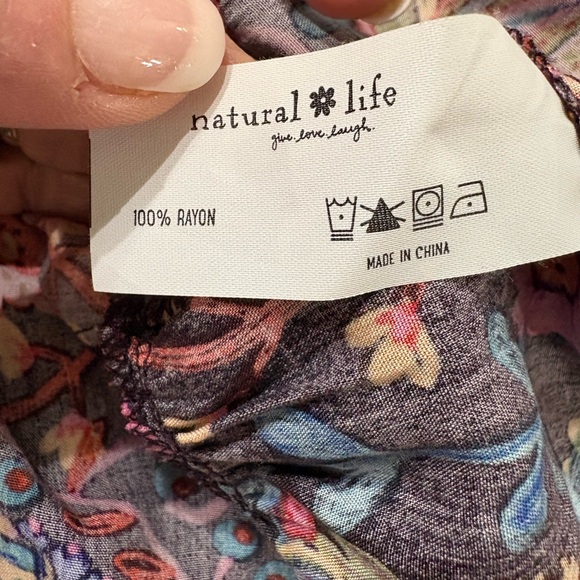 natural life
give. love. laugh.
100% RAYON
MADE IN CHINA